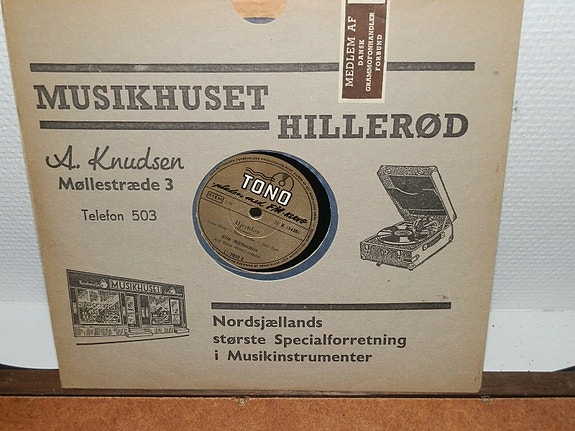 MEDLEM AF
DANSK
GRAMMOFONHANDLER
FORBUND
MUSIKHUSET
HILLERØD
A. Knudsen
Møllestræde 3
Telefon 503
TONO
MUSIKHUSET
Nordsjællands
største Specialforretning
i Musikinstrumenter